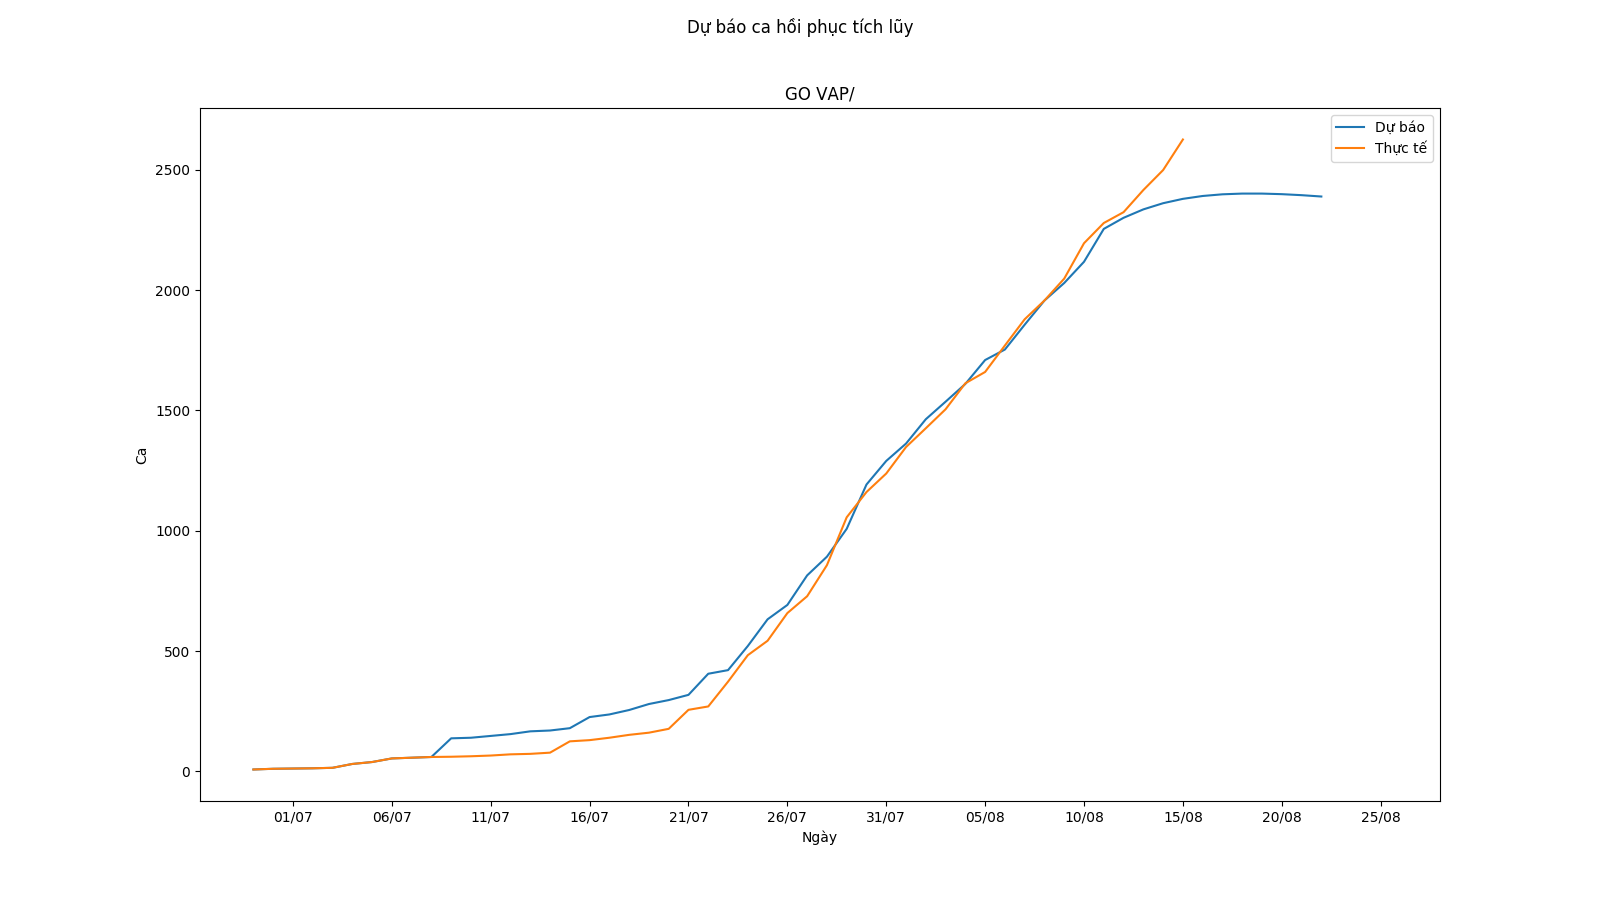 Dự báo ca hồi phục tích lũy
GO VAP/
Dự báo
Thực tế
2500
2000
1500
1000
500
0
Ca
01/07 06/07 11/07 16/07 21/07 26/07 31/07 05/08 10/08 15/08 20/08 25/08
Ngày